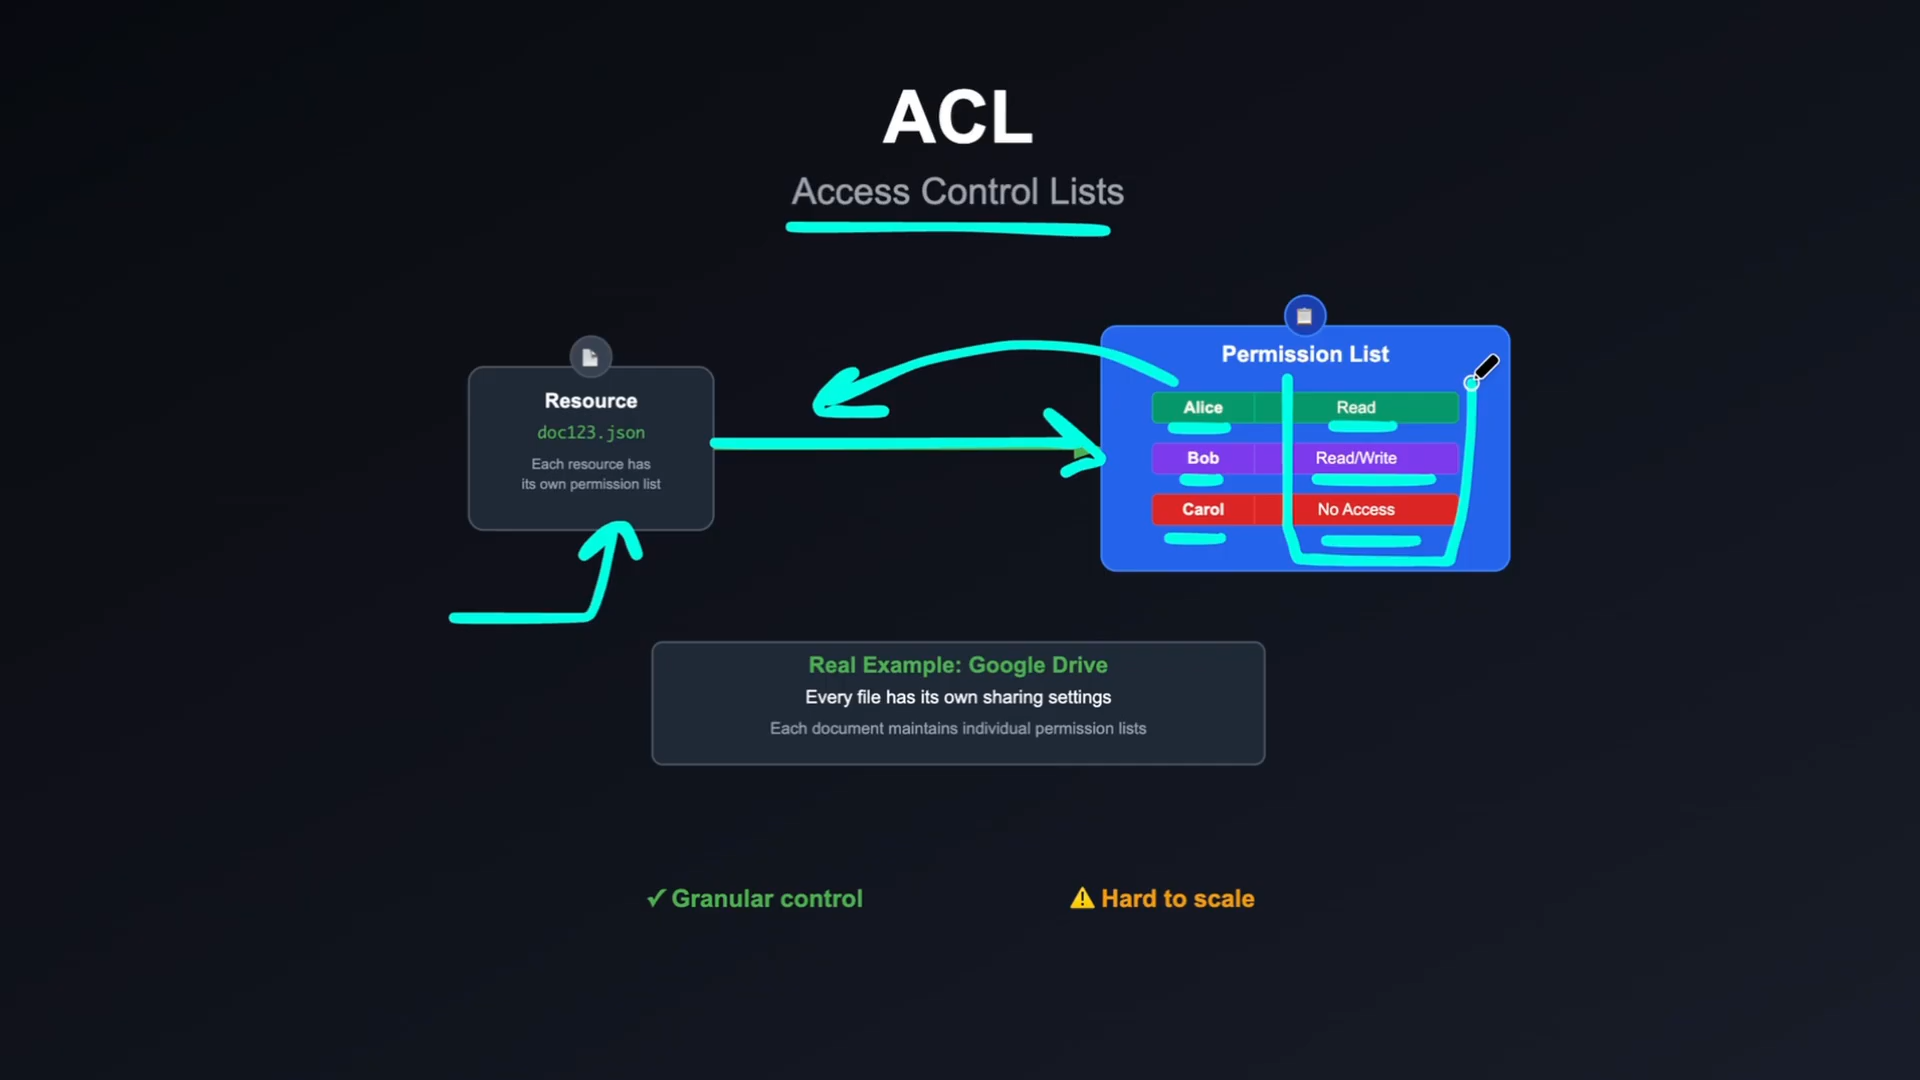 ACL
Access Control Lists
Resource
doc123.json
Each resource has
its own permission list
Permission List
Alice Read
Bob Read/Write
Carol No Access
Real Example: Google Drive
Every file has its own sharing settings
Each document maintains individual permission lists
✓ Granular control
⚠ Hard to scale